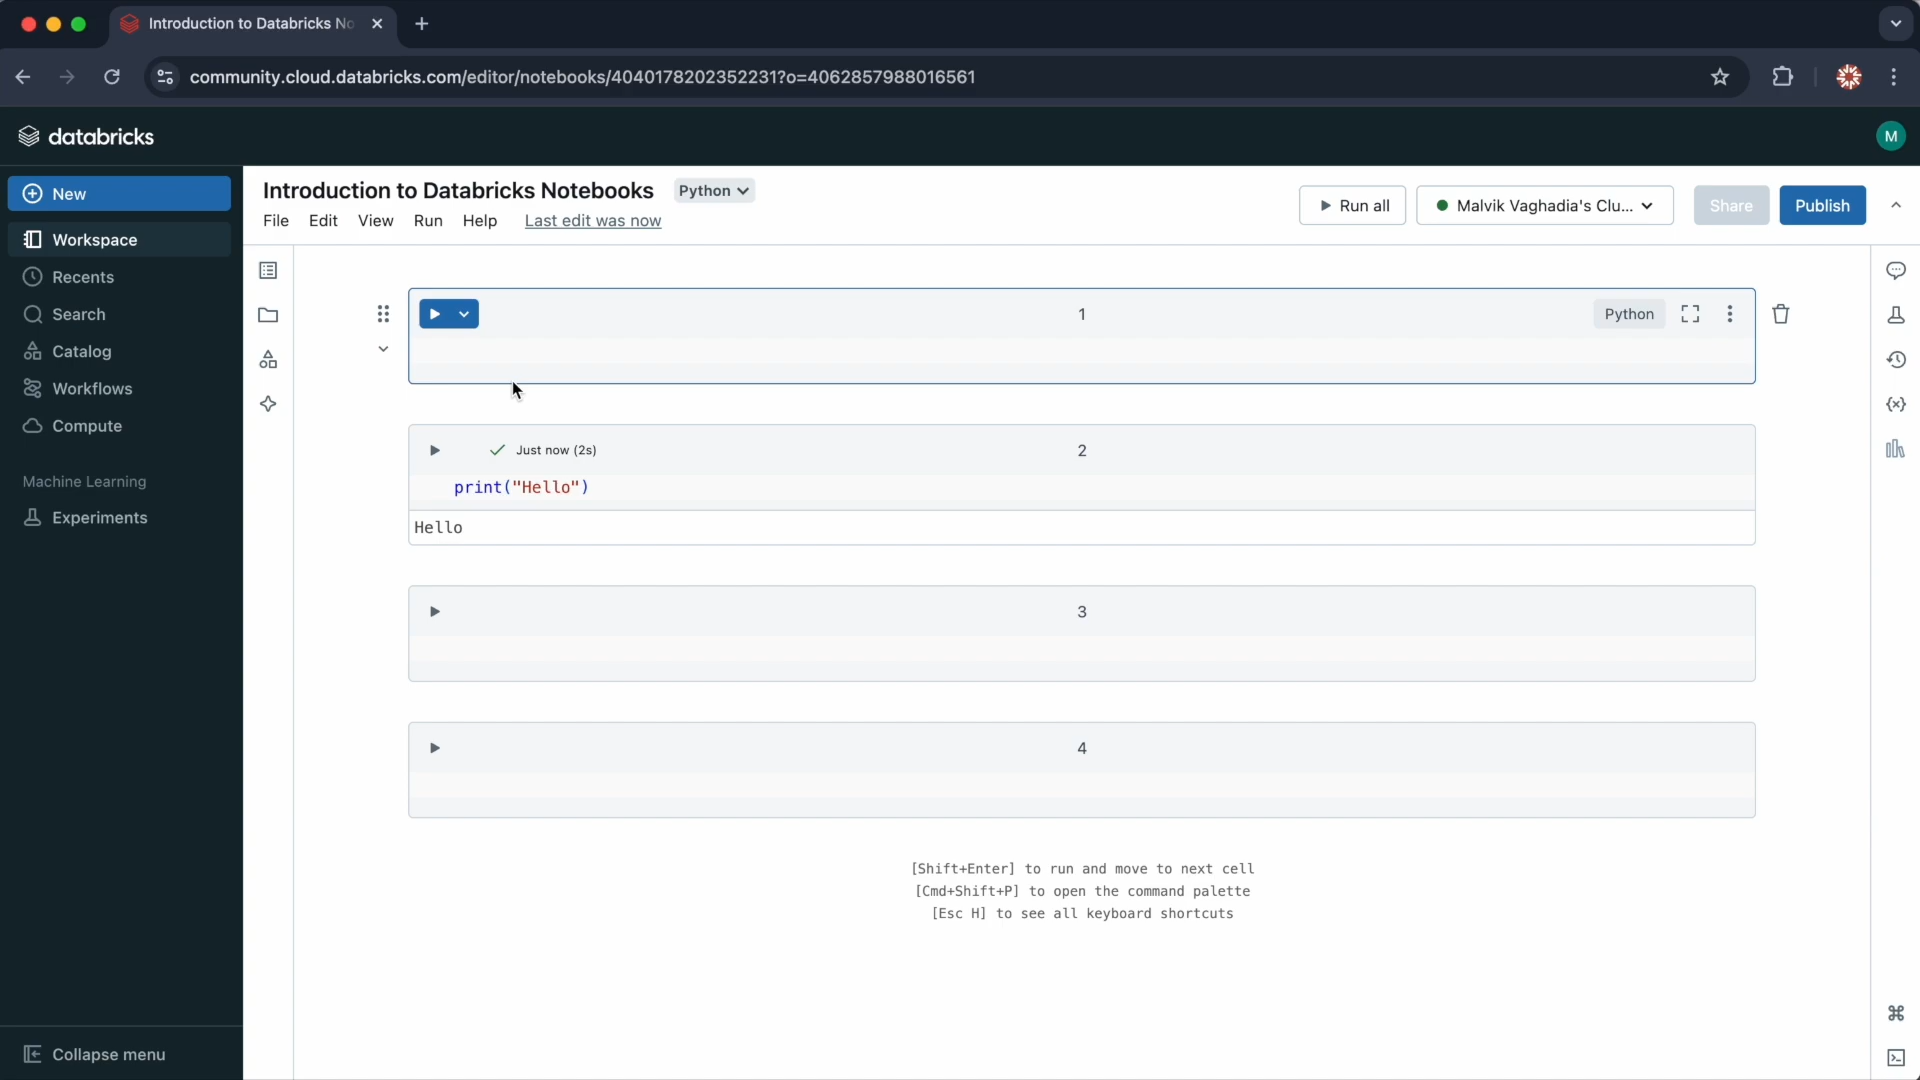 Introduction to Databricks No
community.cloud.databricks.com/editor/notebooks/4040178202352231?o=4062857988016561
databricks
M
New
Workspace
Recents
Search
Catalog
Workflows
Compute
Machine Learning
Experiments
Collapse menu
Introduction to Databricks Notebooks
Python
File Edit View Run Help Last edit was now
Run all
Malvik Vaghadia's Clu...
Share
Publish
1
Python
Just now (2s)
2
print("Hello")
Hello
3
4
[Shift+Enter] to run and move to next cell
[Cmd+Shift+P] to open the command palette
[Esc H] to see all keyboard shortcuts